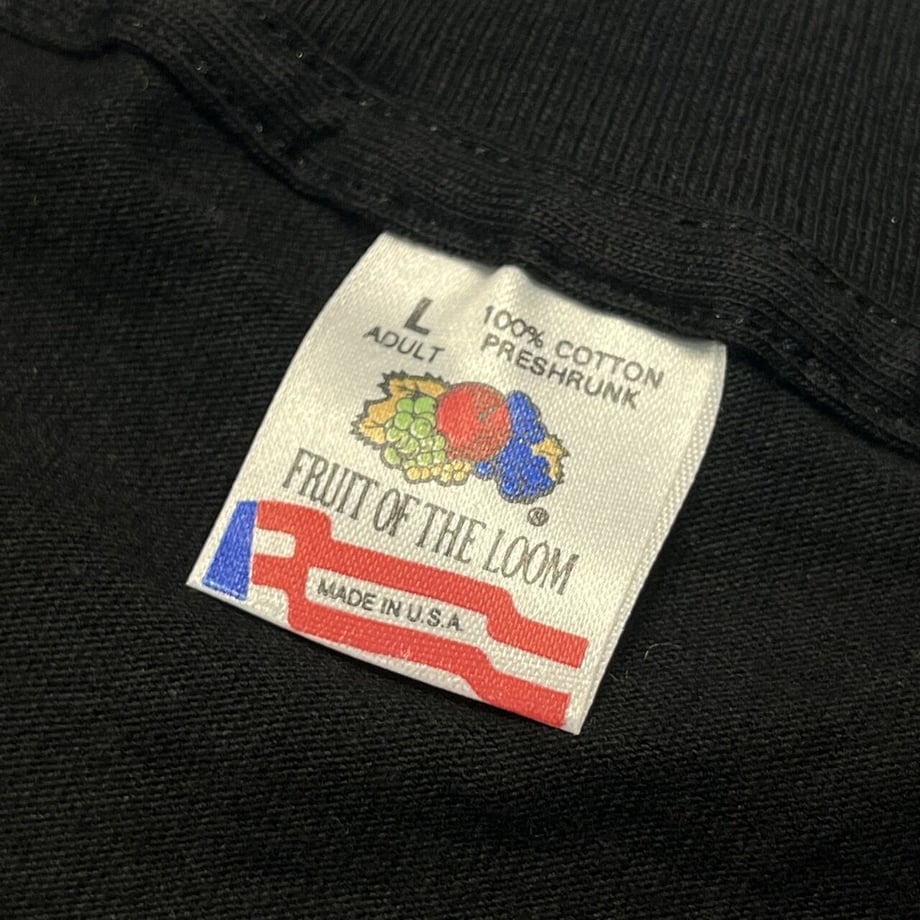 L
ADULT
100% COTTON
PRESHRUNK
FRUIT OF THE LOOM
®
MADE IN U.S.A.